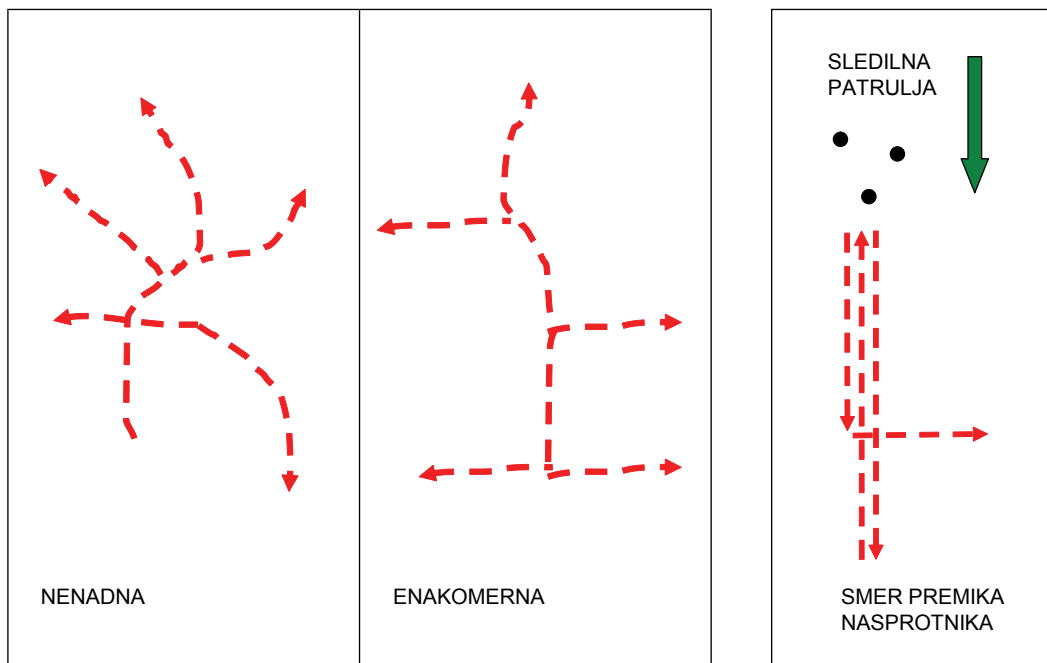 NENADNA
ENAKOMERNA
SLEDILNA
PATRULJA
SMER PREMIKA
NASPROTNIKA